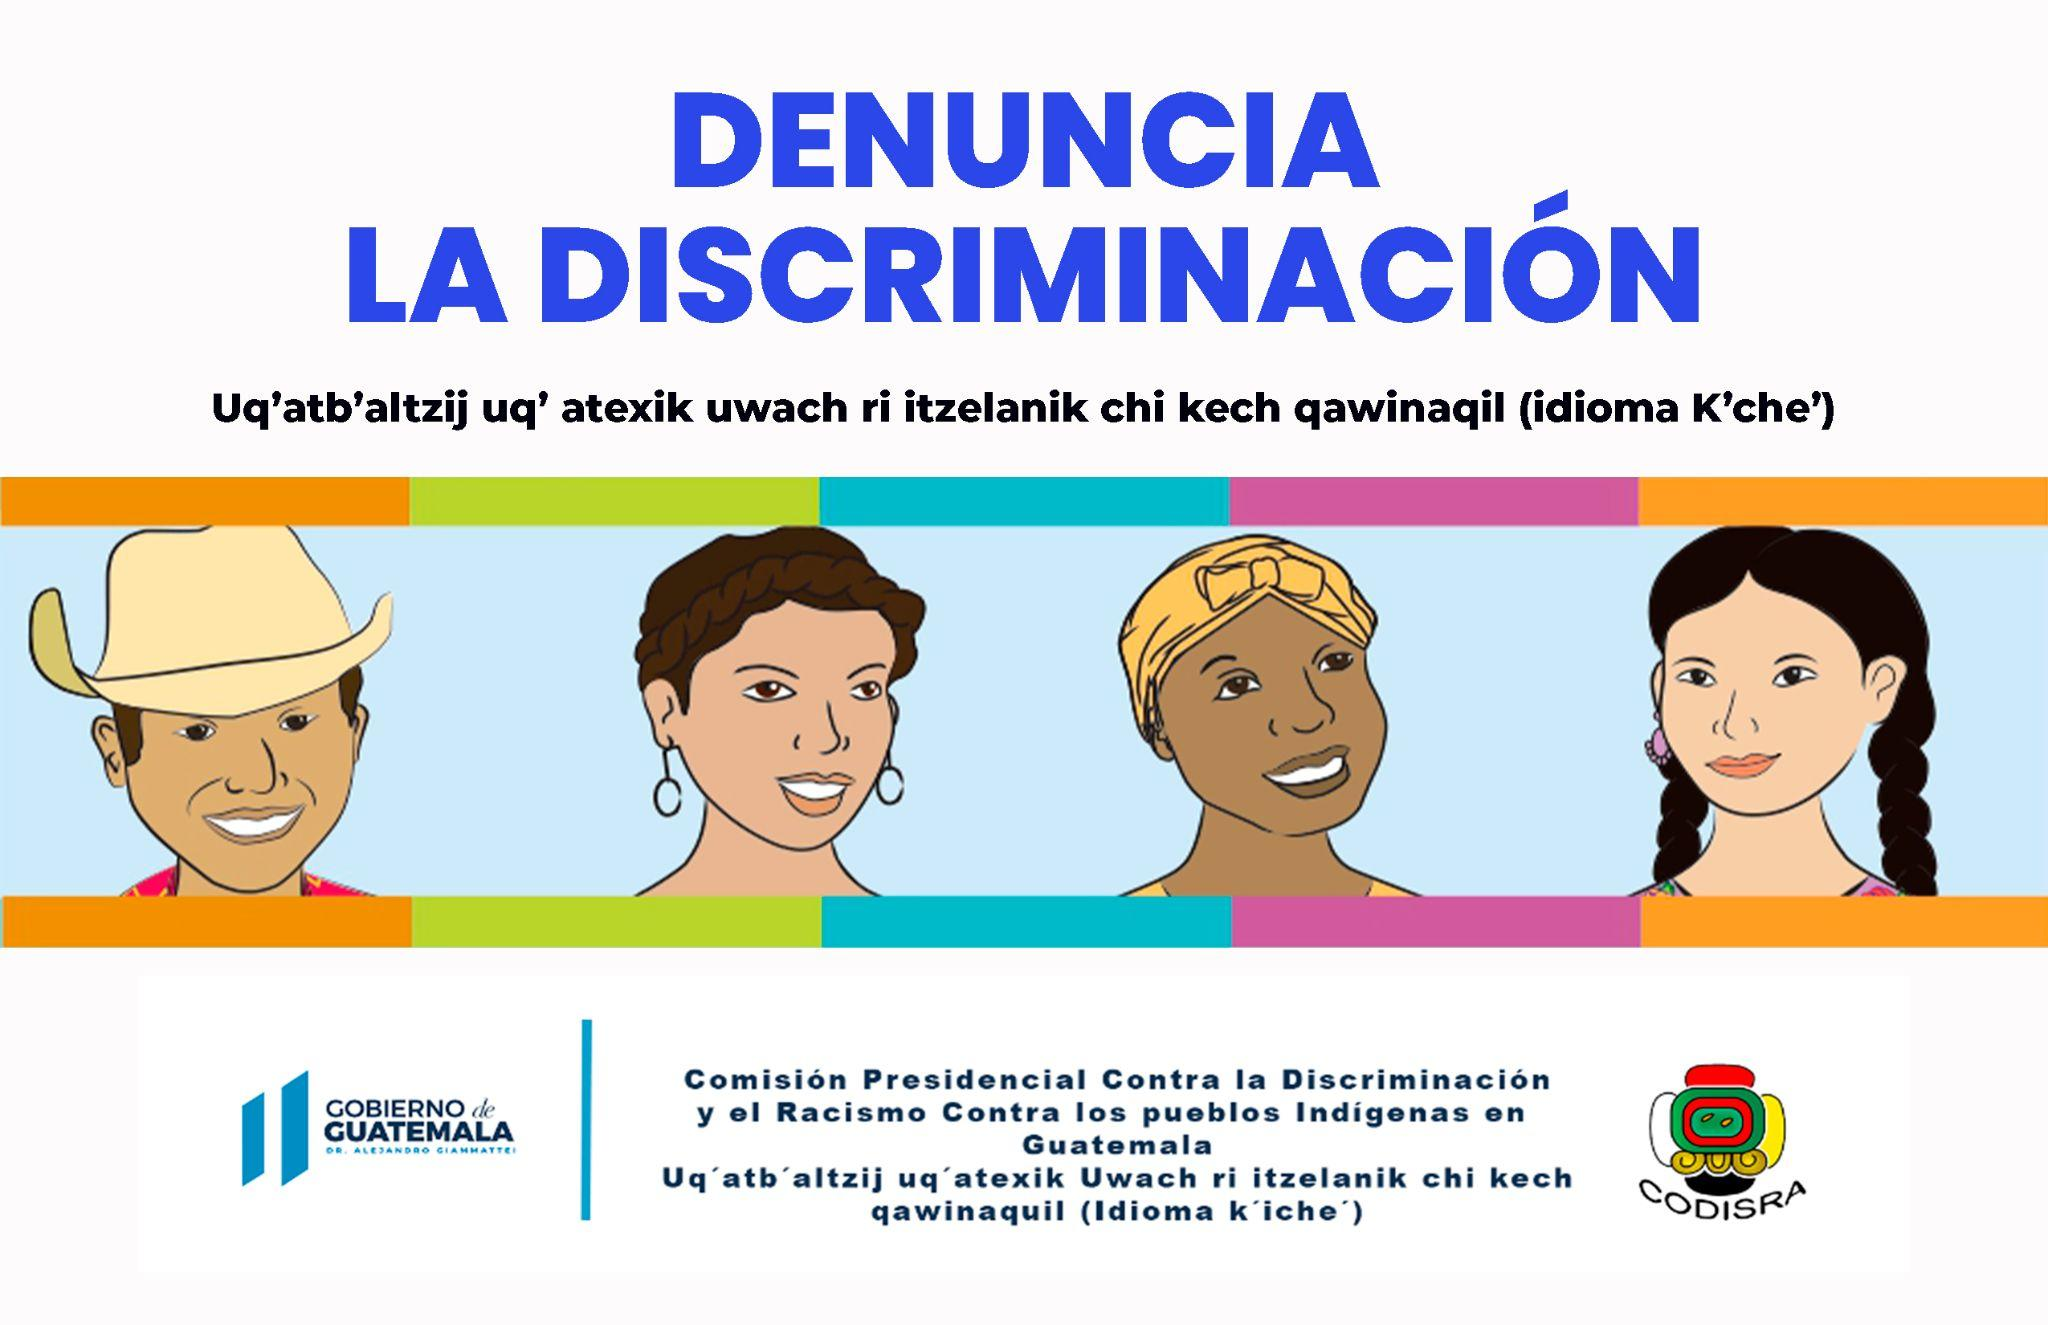 DENUNCIA
LA DISCRIMINACIÓN
Uq’atb’altzij uq’ atexik uwach ri itzelanik chi kech qawinaqil (idioma K’che’)
GOBIERNO de
GUATEMALA
DR. ALEJANDRO GIAMMATTEI
Comisión Presidencial Contra la Discriminación
y el Racismo Contra los pueblos Indígenas en
Guatemala
Uq´atb´altzij uq´atexik Uwach ri itzelanik chi kech
qawinaquil (Idioma k´iche´)
CODISRA